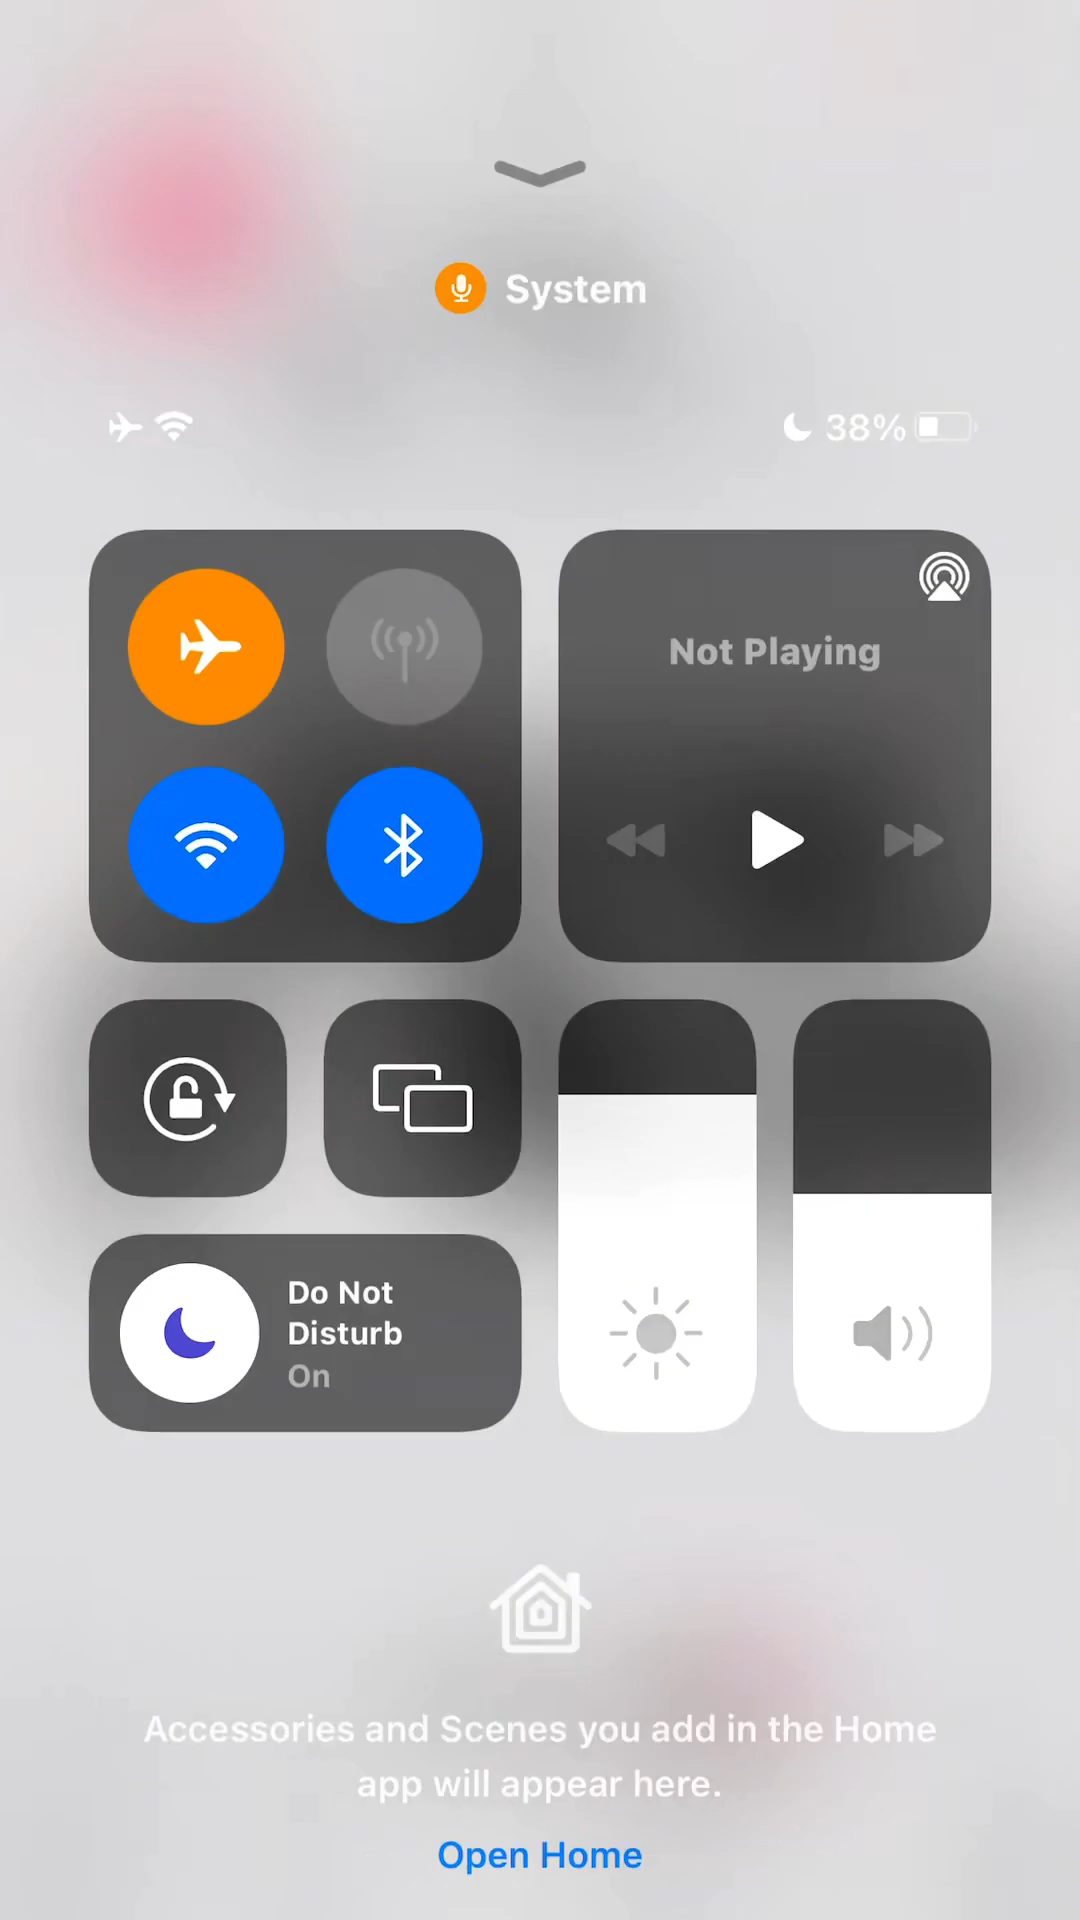 System
38%
Not Playing
Do Not
Disturb
On
Accessories and Scenes you add in the Home
app will appear here.
Open Home